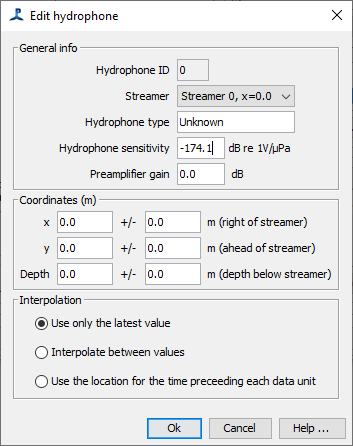 Edit hydrophone
General info
Hydrophone ID 0
Streamer Streamer 0, x=0.0
Hydrophone type Unknown
Hydrophone sensitivity -174.1 dB re 1V/µPa
Preamplifier gain 0.0 dB
Coordinates (m)
x 0.0 +/- 0.0 m (right of streamer)
y 0.0 +/- 0.0 m (ahead of streamer)
Depth 0.0 +/- 0.0 m (depth below streamer)
Interpolation
Use only the latest value
Interpolate between values
Use the location for the time preceeding each data unit
Ok Cancel Help ...